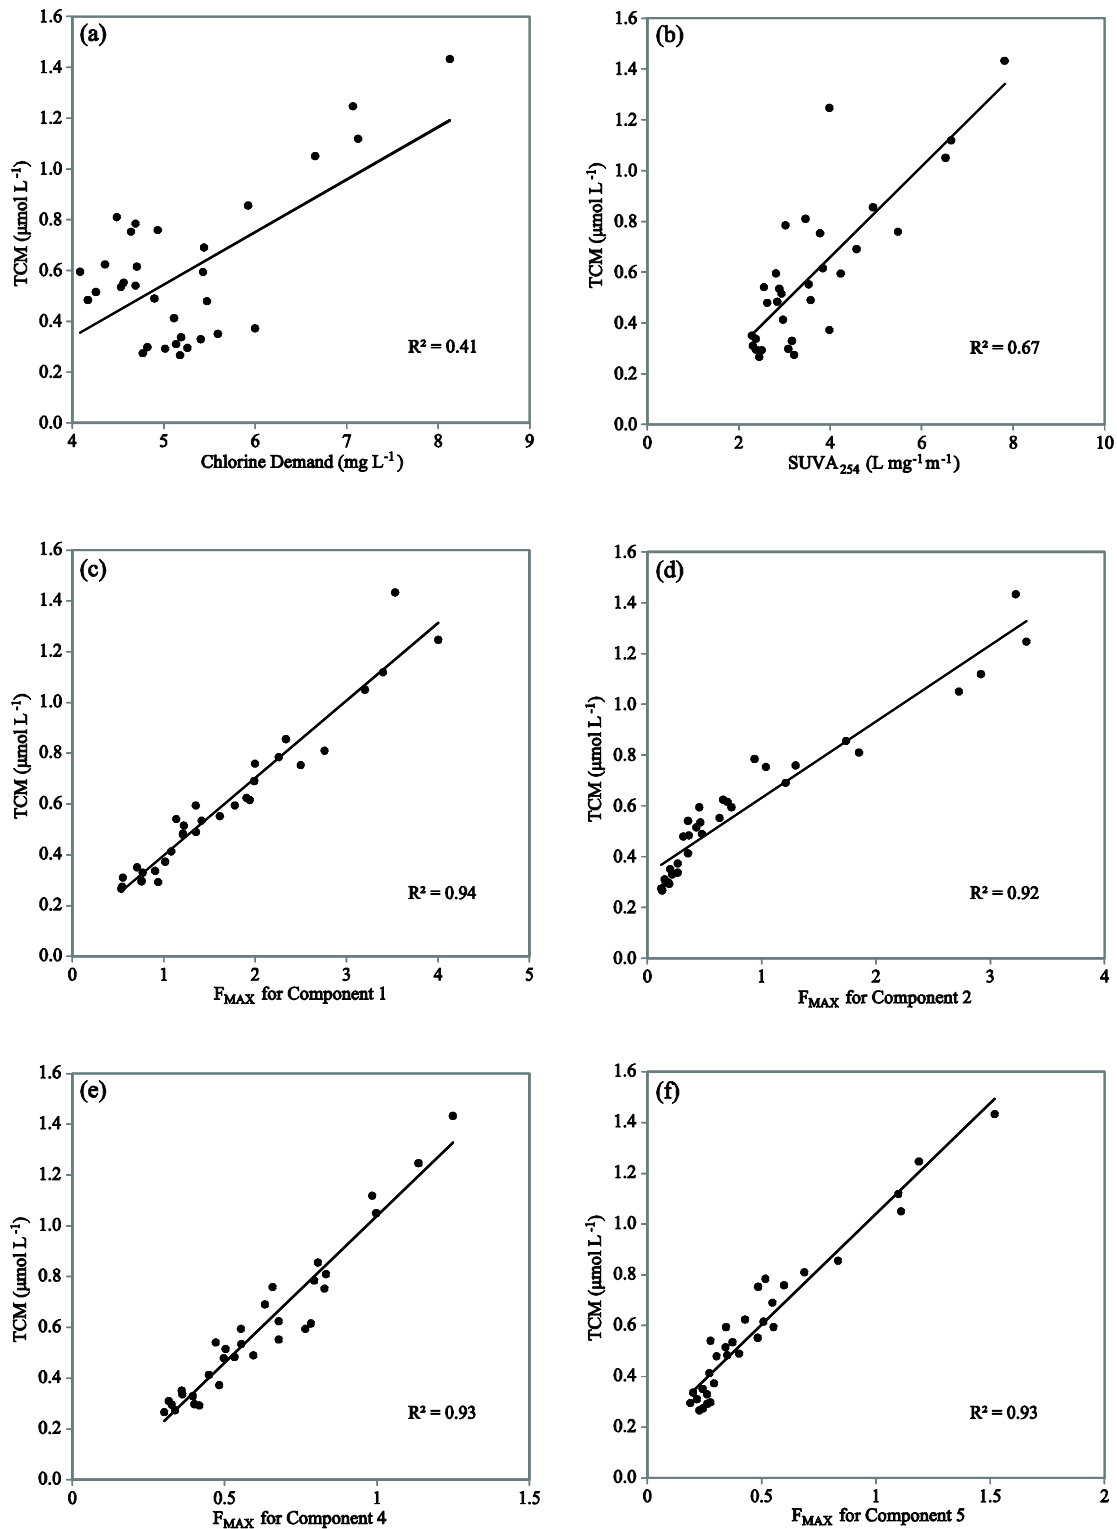 (a)
1.6
1.4
1.2
1.0
0.8
0.6
0.4
0.2
0.0
TCM (µmol L⁻¹)
R² = 0.41
4 5 6 7 8 9
Chlorine Demand (mg L⁻¹)
(b)
1.6
1.4
1.2
1.0
0.8
0.6
0.4
0.2
0.0
TCM (µmol L⁻¹)
R² = 0.67
0 2 4 6 8 10
SUVA₂₅₄ (L mg⁻¹m⁻¹)
(c)
1.6
1.4
1.2
1.0
0.8
0.6
0.4
0.2
0.0
TCM (µmol L⁻¹)
R² = 0.94
0 1 2 3 4 5
FMAX for Component 1
(d)
1.6
1.4
1.2
1.0
0.8
0.6
0.4
0.2
0.0
TCM (µmol L⁻¹)
R² = 0.92
0 1 2 3 4
FMAX for Component 2
(e)
1.6
1.4
1.2
1.0
0.8
0.6
0.4
0.2
0.0
TCM (µmol L⁻¹)
R² = 0.93
0 0.5 1 1.5
FMAX for Component 4
(f)
1.6
1.4
1.2
1.0
0.8
0.6
0.4
0.2
0.0
TCM (µmol L⁻¹)
R² = 0.93
0 0.5 1 1.5 2
FMAX for Component 5